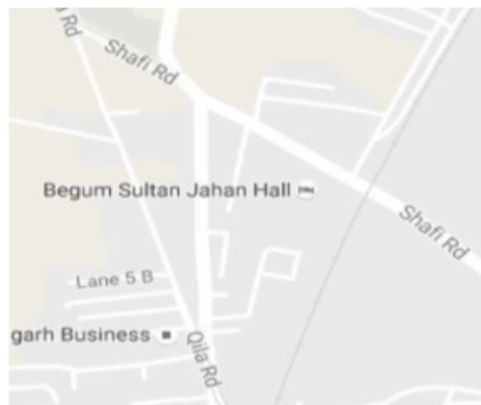 Rd
Shafi Rd
Begum Sultan Jahan Hall
Shafi Rd
Lane 5 B
garh Business
Qila Rd